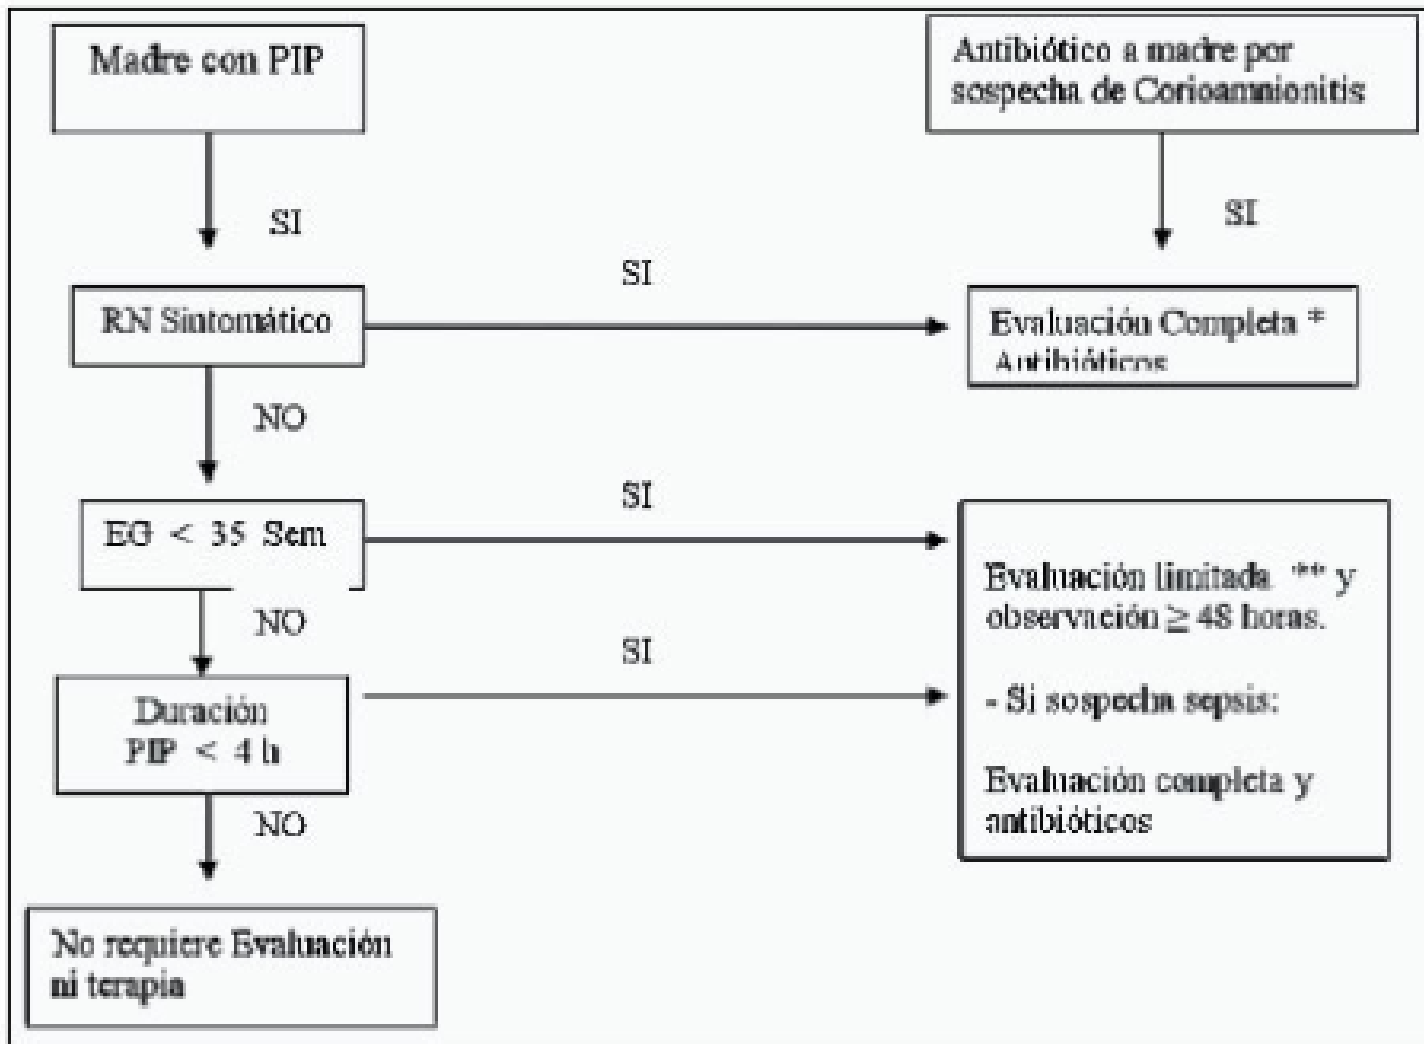 Madre con PIP
Antibiótico a madre por
sospecha de Corioamnionitis
SI
SI
SI
RN Sintomático
Evaluación Completa *
Antibióticos
NO
SI
EG < 35 Sem
Evaluación limitada ** y
observación ≥ 48 horas.
NO
SI
- Si sospecha sepsis:
Duración
PIP < 4 h
Evaluación completa y
antibióticos
NO
No requiere Evaluación
ni terapia